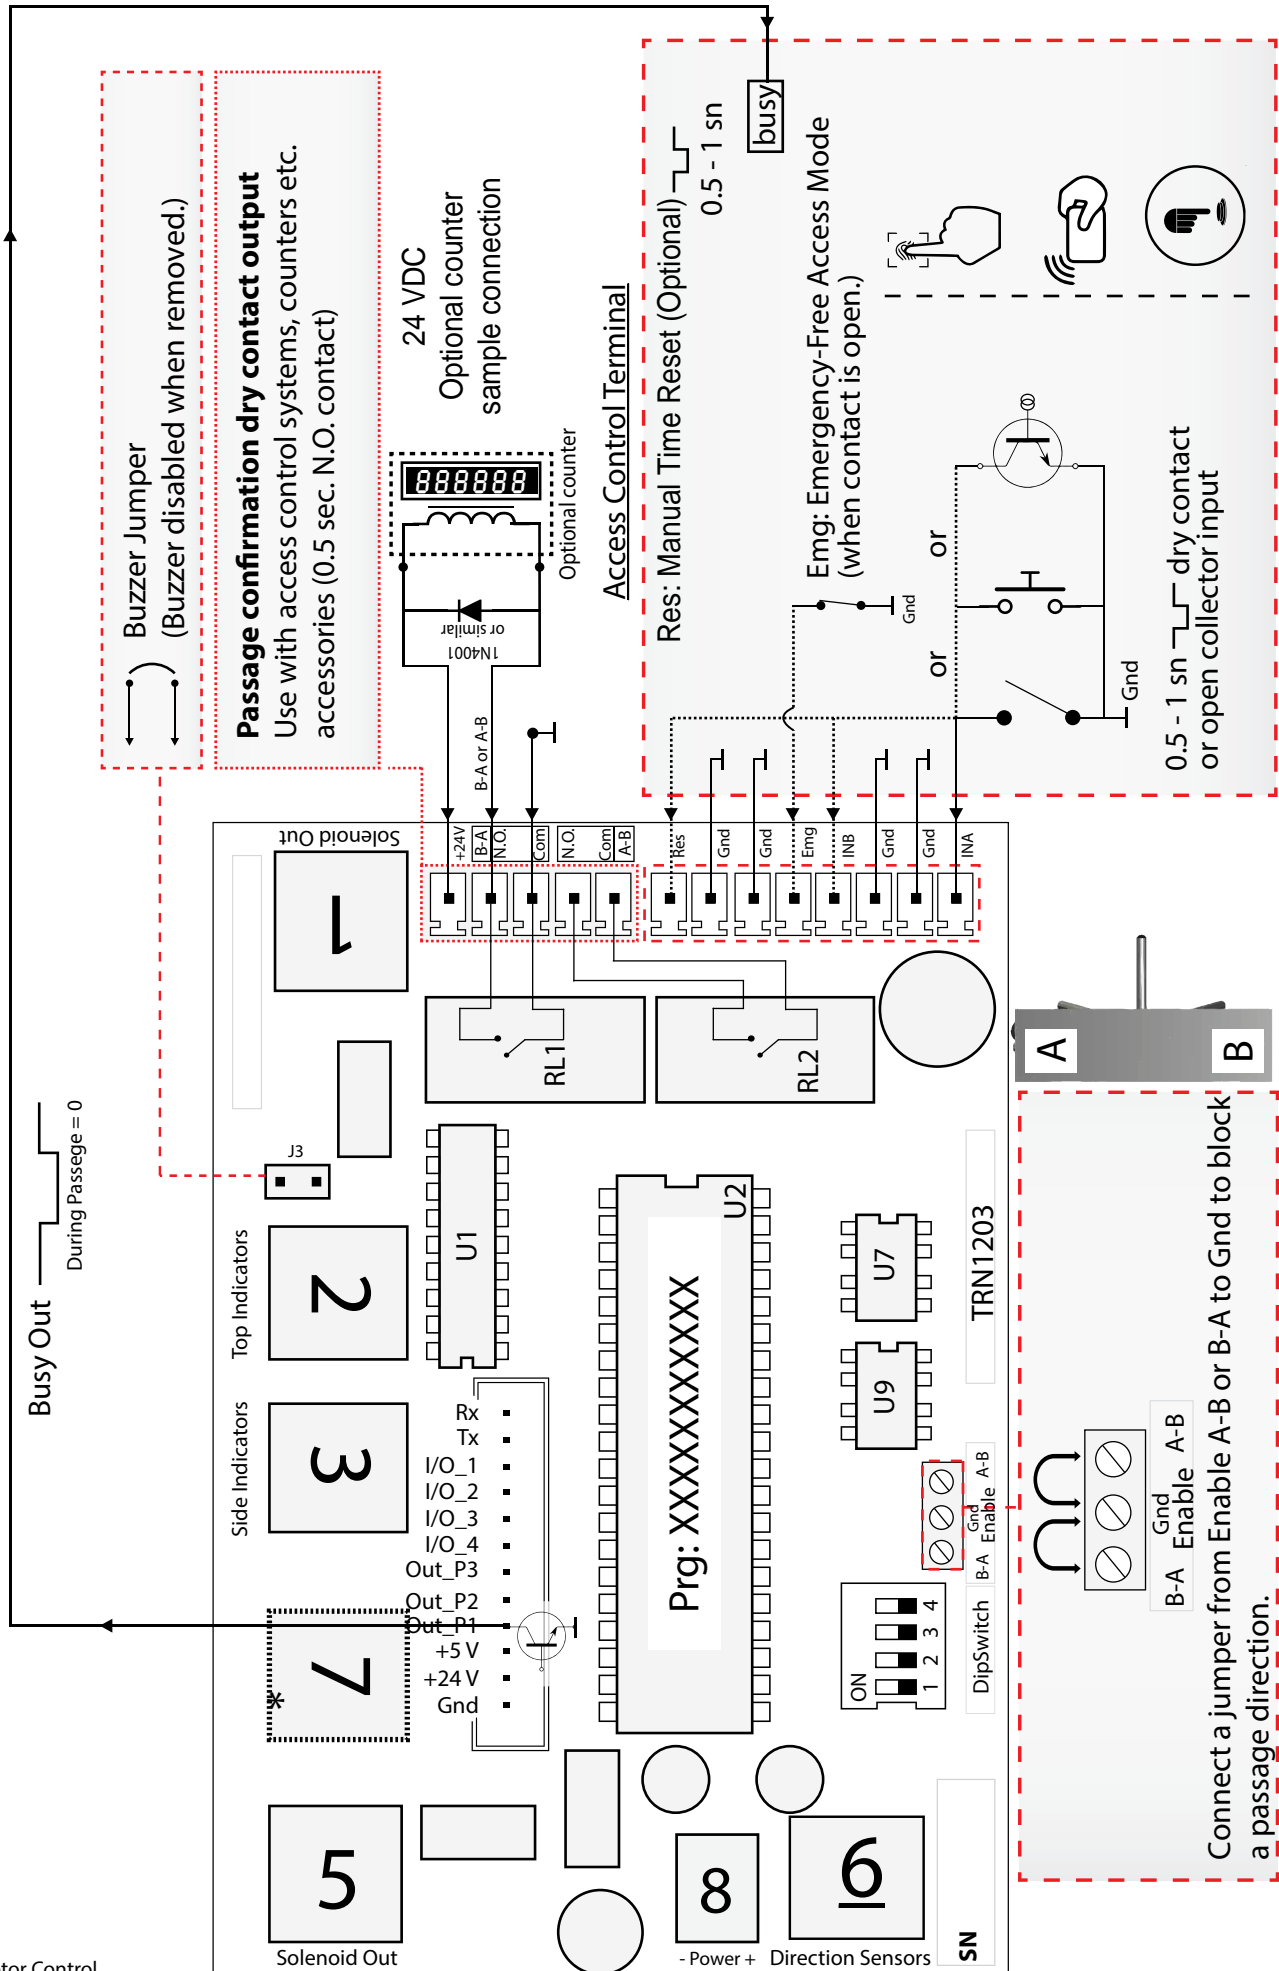 Busy Out
During Passege = 0
Buzzer Jumper
(Buzzer disabled when removed.)
Passage confirmation dry contact output
Use with access control systems, counters etc.
accessories (0.5 sec. N.O. contact)
24 VDC
Optional counter
sample connection
888888
Optional counter
1N4001
or similar
B-A or A-B
Access Control Terminal
Res: Manual Time Reset (Optional)
0.5 - 1 sn
busy
Emg: Emergency-Free Access Mode
(when contact is open.)
Gnd
or
or
Gnd
0.5 - 1 sn dry contact
or open collector input
Solenoid Out
1
+24V
B-A
N.O.
Com
N.O.
Com
A-B
Res
Gnd
Gnd
Emg
INB
Gnd
Gnd
INA
RL1
RL2
J3
Top Indicators
2
Side Indicators
3
*
7
5
Solenoid Out
U1
Rx
Tx
I/O_1
I/O_2
I/O_3
I/O_4
Out_P3
Out_P2
Out_P1
+5 V
+24 V
Gnd
U2
Prg: XXXXXXXXXXXX
U7
U9
TRN1203
B-A
Gnd
Enable
A-B
ON
1 2 3 4
DipSwitch
8
- Power +
6
Direction Sensors
SN
A
B
B-A
Gnd
Enable
A-B
Connect a jumper from Enable A-B or B-A to Gnd to block
a passage direction.